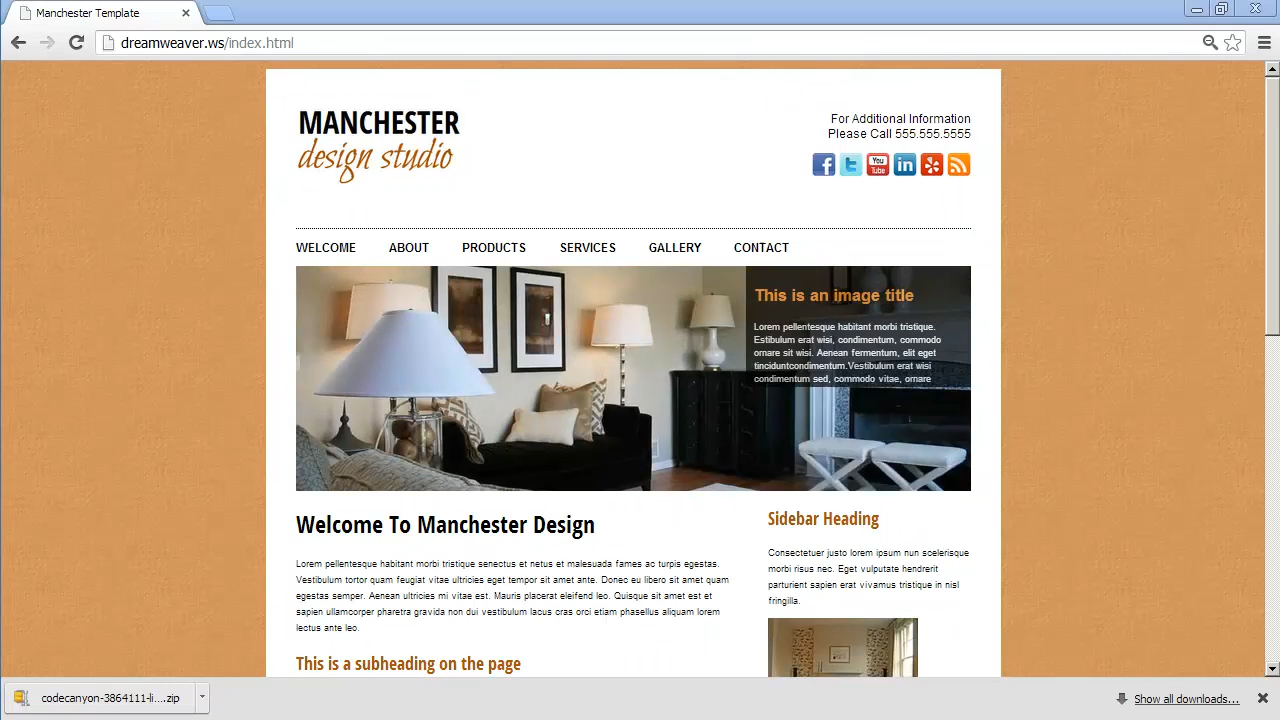 Manchester Template
dreamweaver.ws/index.html
MANCHESTER
design studio
For Additional Information
Please Call 555.555.5555
You
Tube
WELCOME ABOUT PRODUCTS SERVICES GALLERY CONTACT
This is an image title
Lorem pellentesque habitant morbi tristique.
Estibulum erat wisi, condimentum, commodo
ornare sit wisi. Aenean fermentum, elit eget
tinciduntcondimentum.Vestibulum erat wisi
condimentum sed, commodo vitae, ornare
Welcome To Manchester Design
Lorem pellentesque habitant morbi tristique senectus et netus et malesuada fames ac turpis egestas.
Vestibulum tortor quam feugiat vitae ultricies eget tempor sit amet ante. Donec eu libero sit amet quam
egestas semper. Aenean ultricies mi vitae est. Mauris placerat eleifend leo. Quisque sit amet est et
sapien ullamcorper pharetra gravida non dui vestibulum lacus cras orci etiam phasellus aliquam lorem
lectus ante leo.
This is a subheading on the page
Sidebar Heading
Consectetuer justo lorem ipsum nun scelerisque
morbi risus nec. Eget vulputate hendrerit
parturient sapien erat vivamus tristique in nisl
fringilla.
codecanyon-3864111-li....zip
Show all downloads...